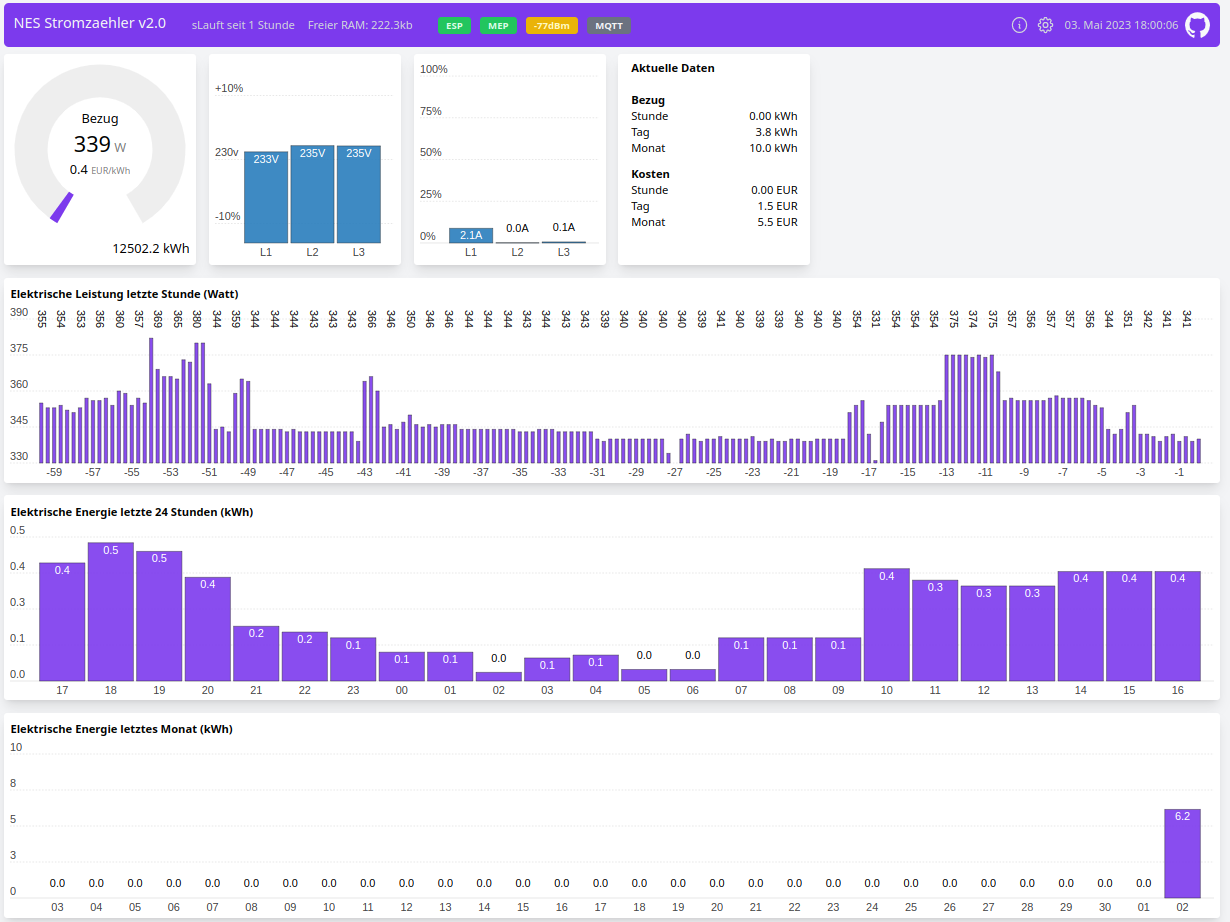 NES Stromzaehler v2.0 sLauft seit 1 Stunde Freier RAM: 222.3kb ESP MEP -77dBm MQTT 03. Mai 2023 18:00:06
Bezug
339 W
0.4 EUR/kWh
12502.2 kWh
+10%
230v
-10%
233V 235V 235V
L1 L2 L3
100%
75%
50%
25%
0%
2.1A 0.0A 0.1A
L1 L2 L3
Aktuelle Daten
Bezug
Stunde 0.00 kWh
Tag 3.8 kWh
Monat 10.0 kWh
Kosten
Stunde 0.00 EUR
Tag 1.5 EUR
Monat 5.5 EUR
Elektrische Leistung letzte Stunde (Watt)
390
375
360
345
330
355 354 353 356 360 357 369 365 380 344 359 344 344 344 343 343 343 366 346 350 346 346 344 344 344 343 344 343 343 339 340 340 340 340 339 341 340 339 339 340 340 340 354 331 354 354 354 375 374 375 357 356 357 357 356 344 351 342 341 341
-59 -57 -55 -53 -51 -49 -47 -45 -43 -41 -39 -37 -35 -33 -31 -29 -27 -25 -23 -21 -19 -17 -15 -13 -11 -9 -7 -5 -3 -1
Elektrische Energie letzte 24 Stunden (kWh)
0.5
0.4
0.3
0.1
0.0
0.4 0.5 0.5 0.4 0.2 0.2 0.1 0.1 0.1 0.0 0.1 0.1 0.0 0.0 0.1 0.1 0.1 0.4 0.3 0.3 0.3 0.4 0.4 0.4
17 18 19 20 21 22 23 00 01 02 03 04 05 06 07 08 09 10 11 12 13 14 15 16
Elektrische Energie letztes Monat (kWh)
10
8
5
3
0
0.0 0.0 0.0 0.0 0.0 0.0 0.0 0.0 0.0 0.0 0.0 0.0 0.0 0.0 0.0 0.0 0.0 0.0 0.0 0.0 0.0 0.0 0.0 0.0 0.0 0.0 0.0 0.0 0.0 6.2
03 04 05 06 07 08 09 10 11 12 13 14 15 16 17 18 19 20 21 22 23 24 25 26 27 28 29 30 01 02